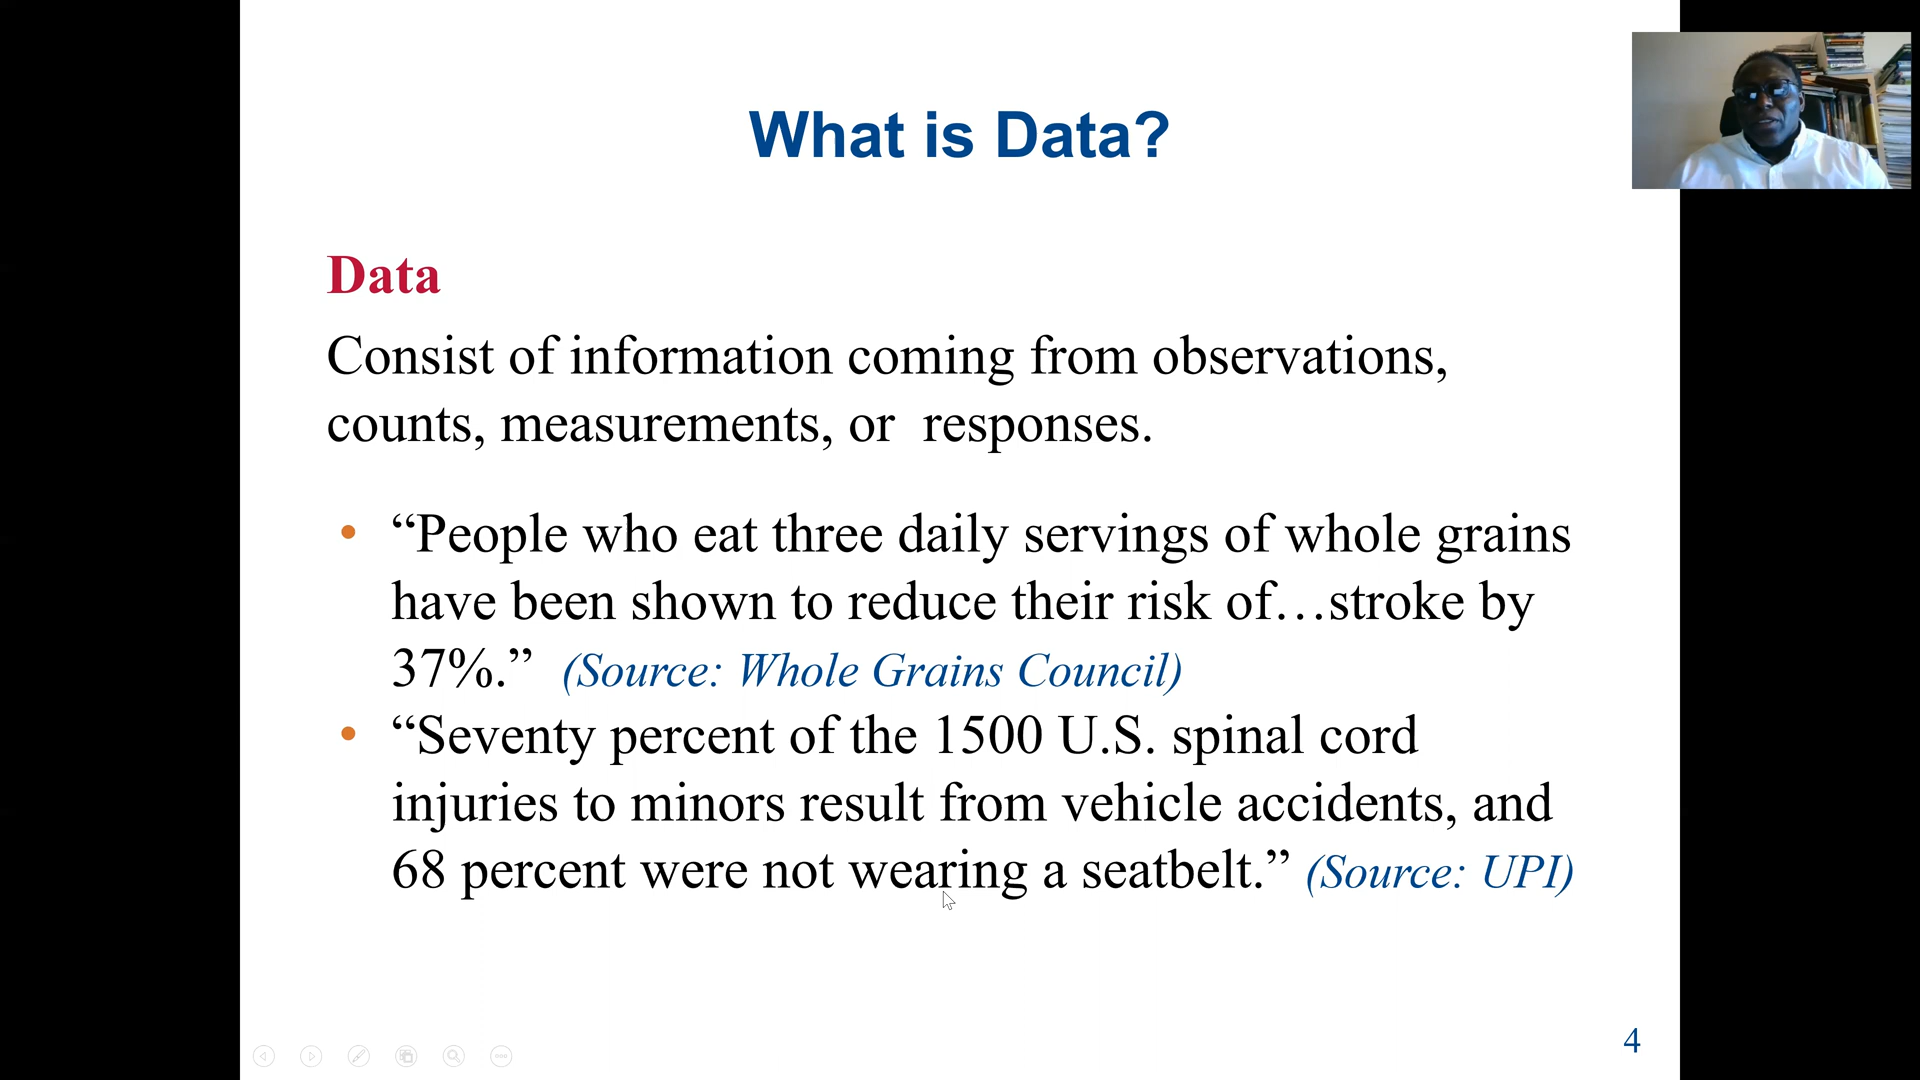 What is Data?
Data
Consist of information coming from observations,
counts, measurements, or  responses.
• “People who eat three daily servings of whole grains
have been shown to reduce their risk of…stroke by
37%.”  (Source: Whole Grains Council)
• “Seventy percent of the 1500 U.S. spinal cord
injuries to minors result from vehicle accidents, and
68 percent were not wearing a seatbelt.” (Source: UPI)
4